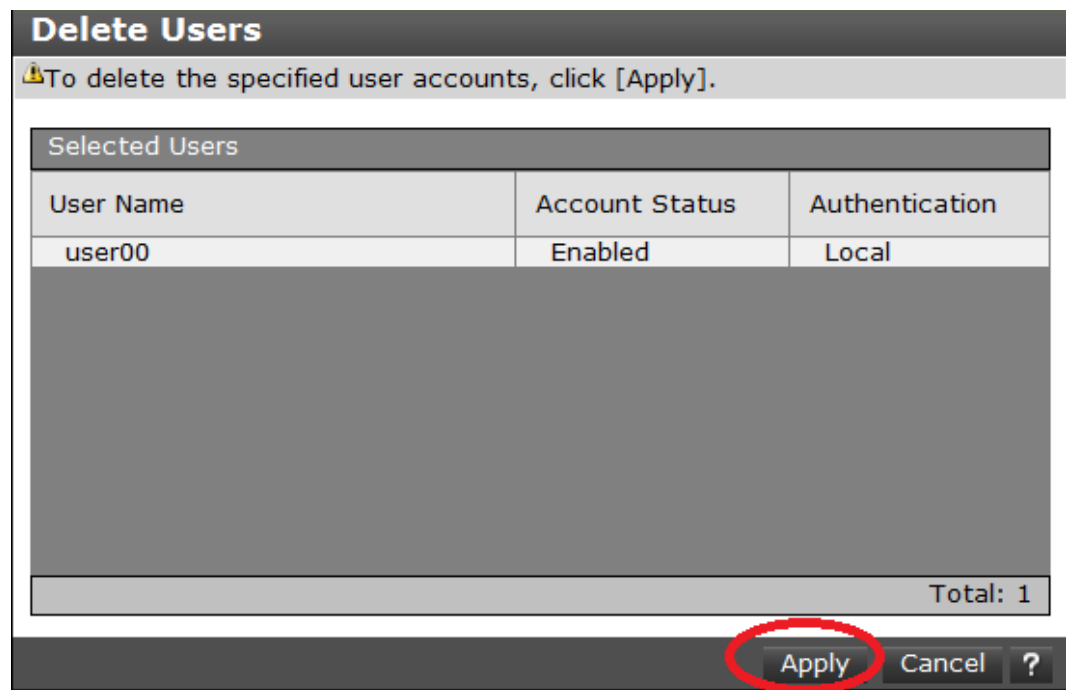 Delete Users
To delete the specified user accounts, click [Apply].
Selected Users
User Name Account Status Authentication
user00 Enabled Local
Total: 1
Apply Cancel ?